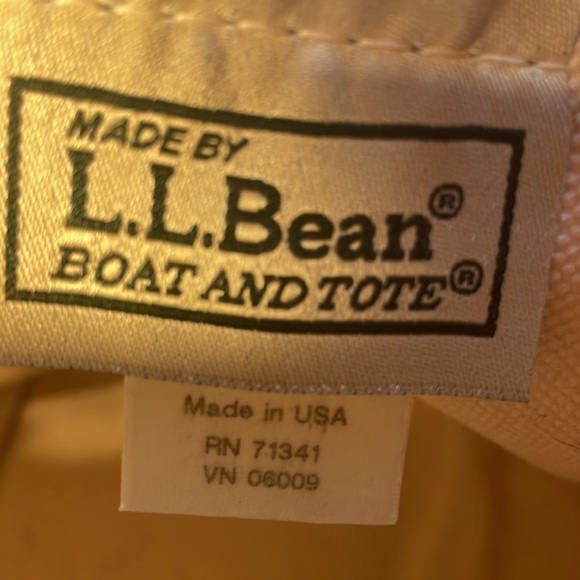 MADE BY
L.L.Bean®
BOAT AND TOTE®
Made in USA
RN 71341
VN 06009